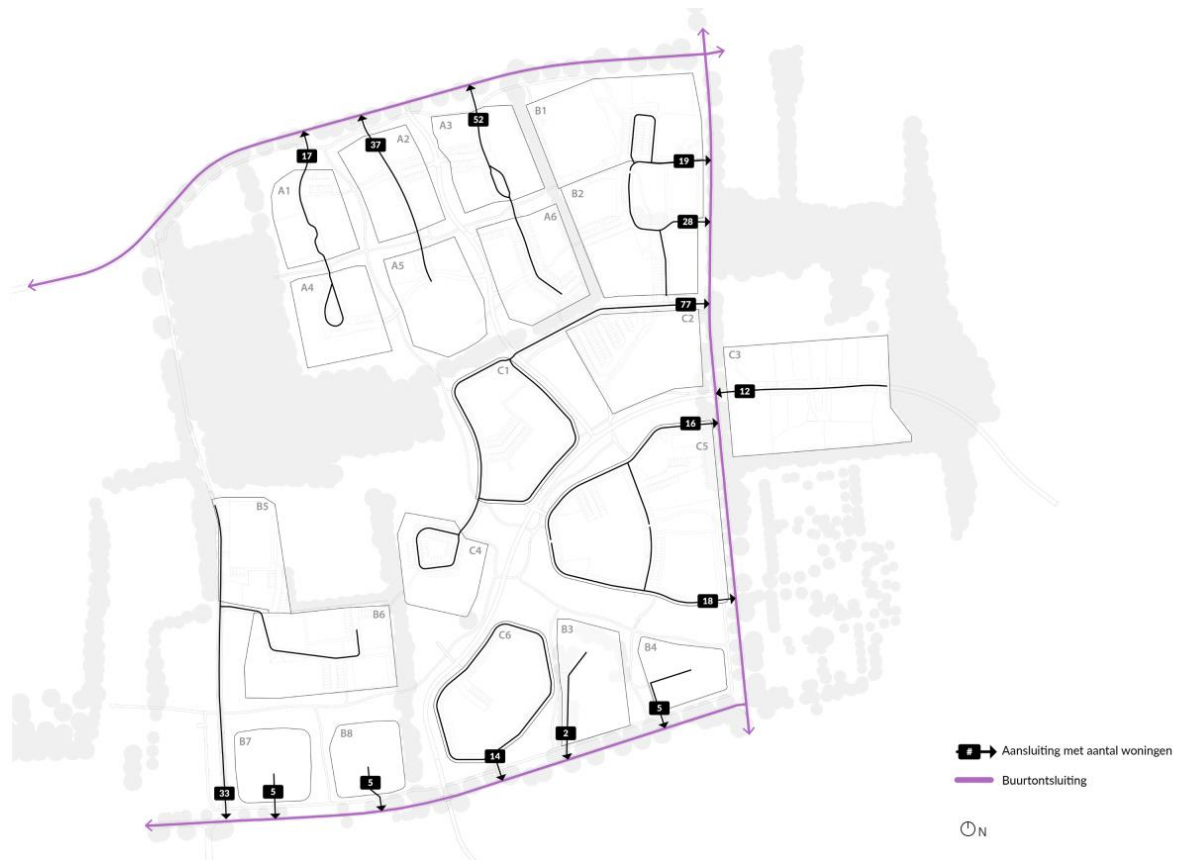 52
B1
A3
A2
37
17
19
A1
B2
A6
28
A5
A4
77
C2
C3
C1
12
16
C5
B5
C4
18
B6
C6
B3
B4
5
2
B7
B8
14
#
Aansluiting met aantal woningen
Buurtontsluiting
5
33
5
N